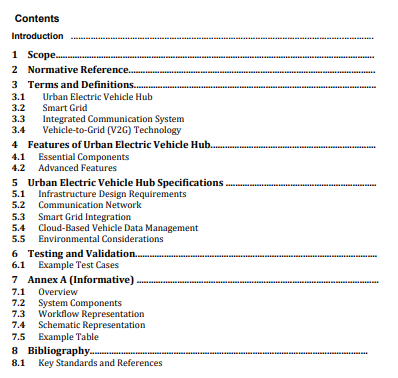 Contents
Introduction ................................................................................
1 Scope................................................................................
2 Normative Reference................................................................................
3 Terms and Definitions................................................................................
3.1 Urban Electric Vehicle Hub
3.2 Smart Grid
3.3 Integrated Communication System
3.4 Vehicle-to-Grid (V2G) Technology
4 Features of Urban Electric Vehicle Hub................................................................
4.1 Essential Components
4.2 Advanced Features
5 Urban Electric Vehicle Hub Specifications ................................................................
5.1 Infrastructure Design Requirements
5.2 Communication Network
5.3 Smart Grid Integration
5.4 Cloud-Based Vehicle Data Management
5.5 Environmental Considerations
6 Testing and Validation................................................................................
6.1 Example Test Cases
7 Annex A (Informative) ................................................................................
7.1 Overview
7.2 System Components
7.3 Workflow Representation
7.4 Schematic Representation
7.5 Example Table
8 Bibliography................................................................................
8.1 Key Standards and References